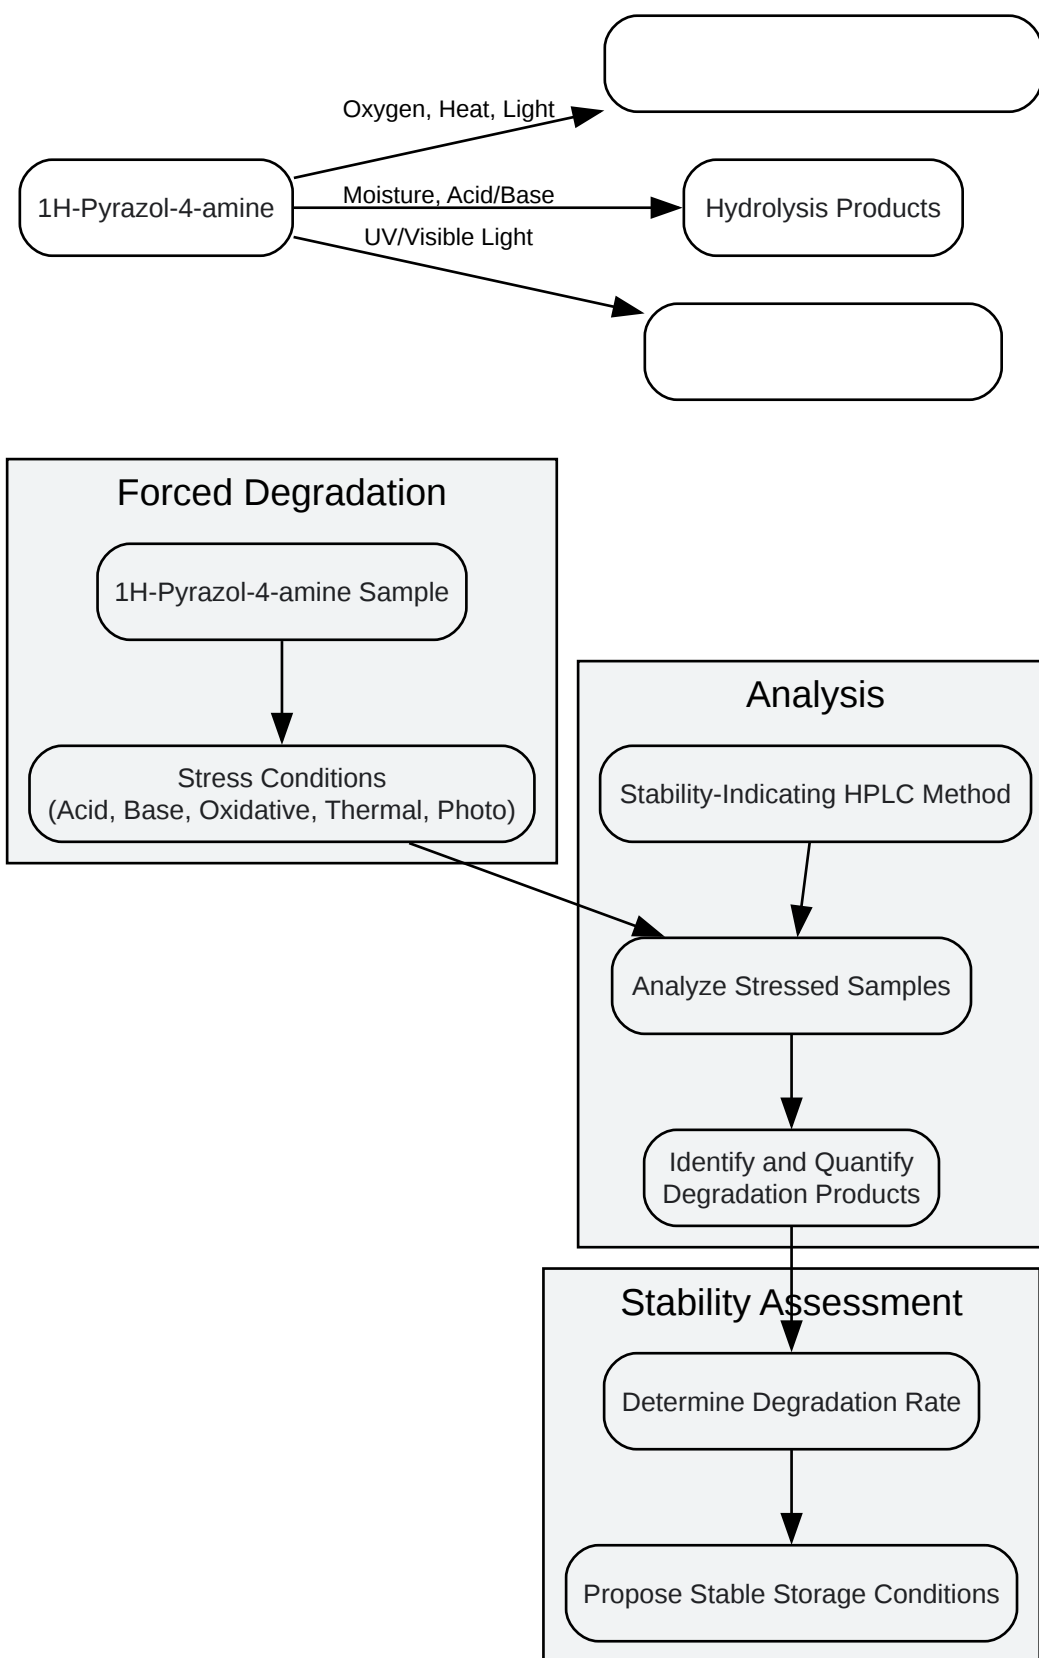 Oxygen, Heat, Light
1H-Pyrazol-4-amine
Moisture, Acid/Base
Hydrolysis Products
UV/Visible Light
Forced Degradation
1H-Pyrazol-4-amine Sample
Stress Conditions
(Acid, Base, Oxidative, Thermal, Photo)
Analysis
Stability-Indicating HPLC Method
Analyze Stressed Samples
Identify and Quantify
Degradation Products
Stability Assessment
Determine Degradation Rate
Propose Stable Storage Conditions